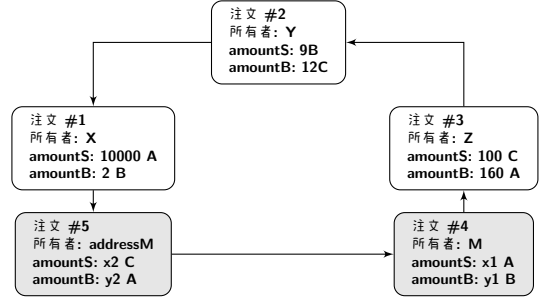 注文 #2
所有者: Y
amountS: 9B
amountB: 12C
注文 #1
所有者: X
amountS: 10000 A
amountB: 2 B
注文 #3
所有者: Z
amountS: 100 C
amountB: 160 A
注文 #5
所有者: addressM
amountS: x2 C
amountB: y2 A
注文 #4
所有者: M
amountS: x1 A
amountB: y1 B